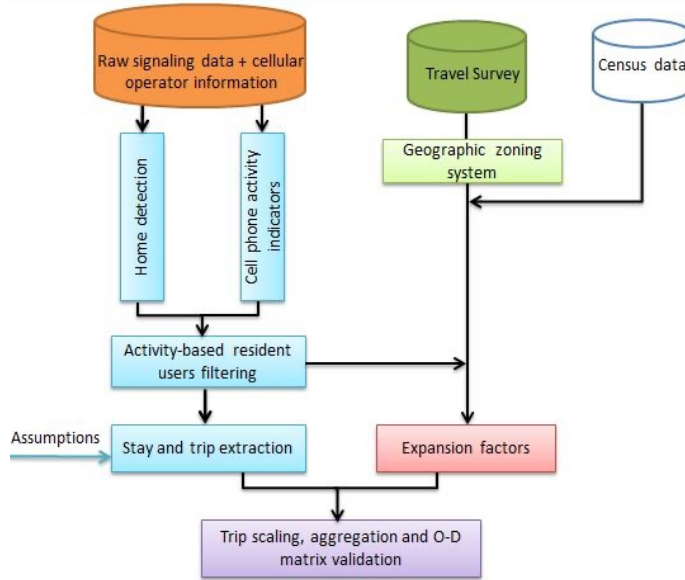 Raw signaling data + cellular
operator information
Travel Survey
Census data
Geographic zoning
system
Home detection
Cell phone activity
indicators
Activity-based resident
users filtering
Assumptions
Stay and trip extraction
Expansion factors
Trip scaling, aggregation and O-D
matrix validation